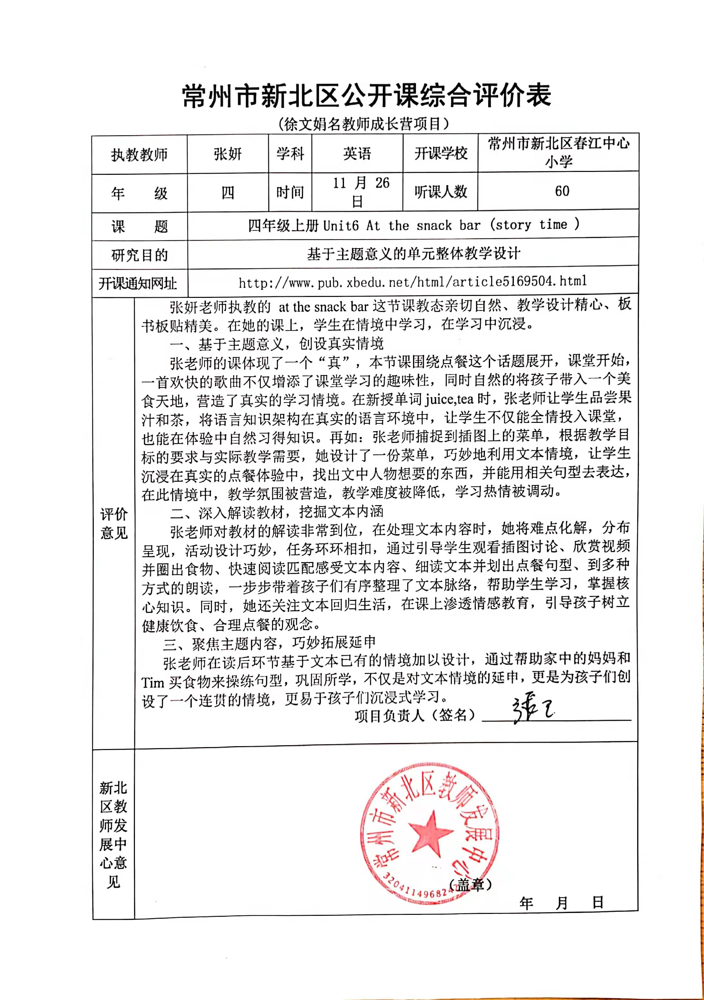 常州市新北区公开课综合评价表
（徐文娟名教师成长营项目）
执教教师 张妍 学科 英语 开课学校 常州市新北区春江中心
小学
年 级 四 时间 11 月 26
日 听课人数 60
课 题 四年级上册 Unit6 At the snack bar (story time )
研究目的 基于主题意义的单元整体教学设计
开课通知网址 http://www.pub.xbedu.net/html/article5169504.html
评价
意见
张妍老师执教的 at the snack bar 这节课教态亲切自然、教学设计精心、板
书板贴精美。在她的课上，学生在情境中学习，在学习中沉浸。
一、基于主题意义，创设真实情境
张老师的课体现了一个“真”，本节课围绕点餐这个话题展开，课堂开始，
一首欢快的歌曲不仅增添了课堂学习的趣味性，同时自然的将孩子带入一个美
食天地，营造了真实的学习情境。在新授单词 juice,tea 时，张老师让学生品尝果
汁和茶，将语言知识架构在真实的语言环境中，让学生不仅能全情投入课堂，
也能在体验中自然习得知识。再如：张老师捕捉到插图上的菜单，根据教学目
标的要求与实际教学需要，她设计了一份菜单，巧妙地利用文本情境，让学生
沉浸在真实的点餐体验中，找出文中人物想要的东西，并能用相关句型去表达，
在此情境中，教学氛围被营造，教学难度被降低，学习热情被调动。
二、深入解读教材，挖掘文本内涵
张老师对教材的解读非常到位，在处理文本内容时，她将难点化解，分布
呈现，活动设计巧妙，任务环环相扣，通过引导学生观看插图讨论、欣赏视频
并圈出食物、快速阅读匹配感受文本内容、细读文本并划出点餐句型、到多种
方式的朗读，一步步带着孩子们有序整理了文本脉络，帮助学生学习，掌握核
心知识。同时，她还关注文本回归生活，在课上渗透情感教育，引导孩子树立
健康饮食、合理点餐的观念。
三、聚焦主题内容，巧妙拓展延申
张老师在读后环节基于文本已有的情境加以设计，通过帮助家中的妈妈和
Tim 买食物来操练句型，巩固所学，不仅是对文本情境的延申，更是为孩子们创
设了一个连贯的情境，更易于孩子们沉浸式学习。
项目负责人（签名）
新北
区教
师发
展中
心意
见
常州市新北区教师发展中心
（盖章）
年 月 日